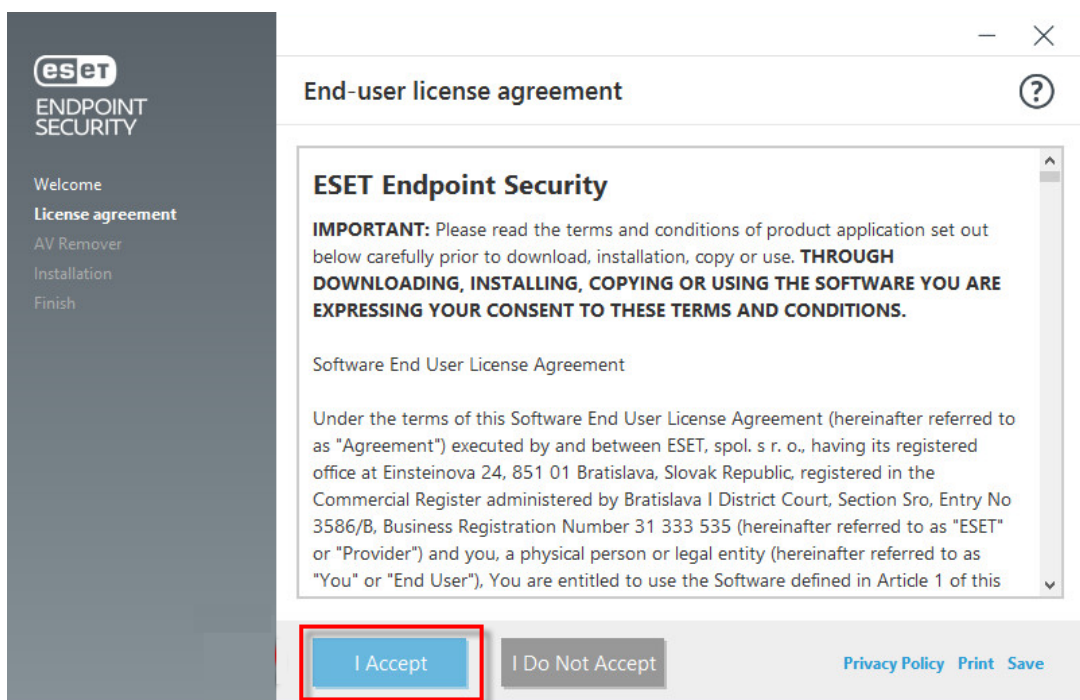 eset
ENDPOINT
SECURITY
Welcome
License agreement
AV Remover
Installation
Finish
End-user license agreement
?
ESET Endpoint Security
IMPORTANT: Please read the terms and conditions of product application set out
below carefully prior to download, installation, copy or use. THROUGH
DOWNLOADING, INSTALLING, COPYING OR USING THE SOFTWARE YOU ARE
EXPRESSING YOUR CONSENT TO THESE TERMS AND CONDITIONS.
Software End User License Agreement
Under the terms of this Software End User License Agreement (hereinafter referred to
as "Agreement") executed by and between ESET, spol. s r. o., having its registered
office at Einsteinova 24, 851 01 Bratislava, Slovak Republic, registered in the
Commercial Register administered by Bratislava I District Court, Section Sro, Entry No
3586/B, Business Registration Number 31 333 535 (hereinafter referred to as "ESET"
or "Provider") and you, a physical person or legal entity (hereinafter referred to as
"You" or "End User"), You are entitled to use the Software defined in Article 1 of this
I Accept
I Do Not Accept
Privacy Policy Print Save